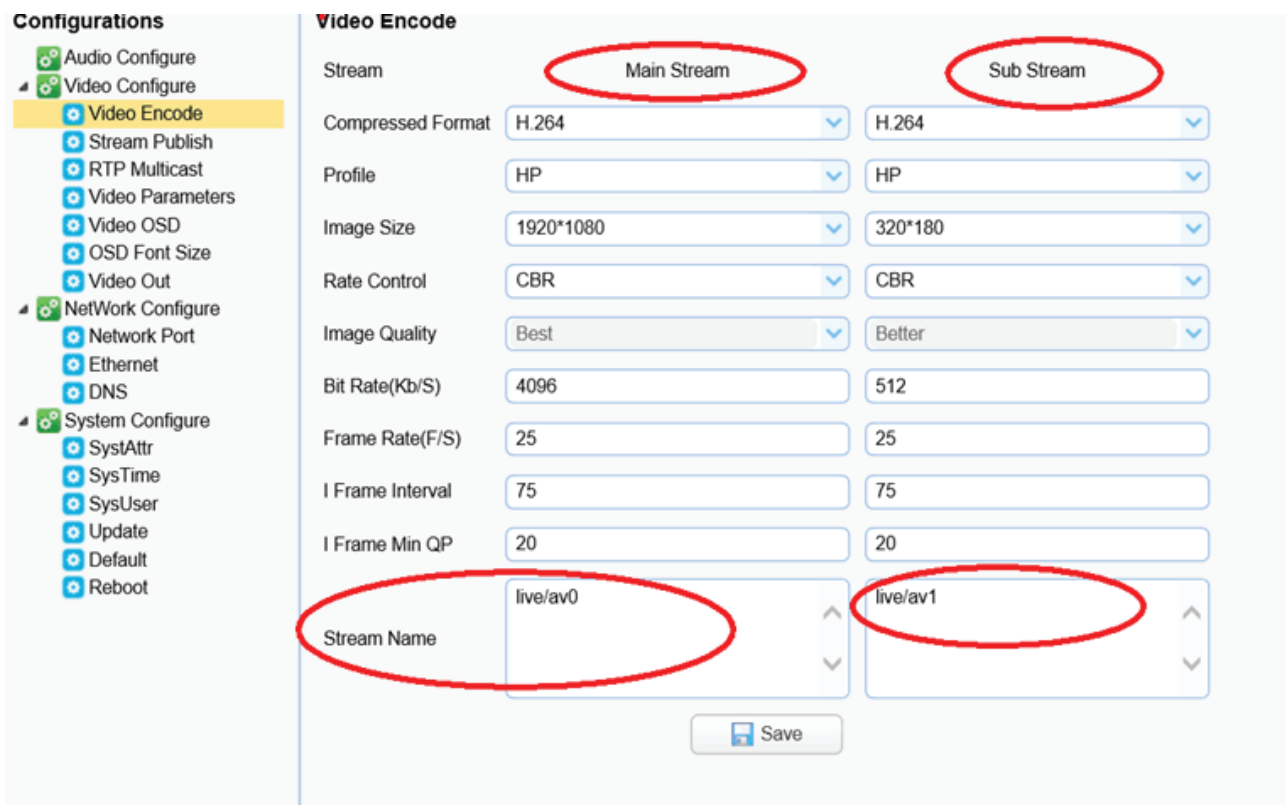 Configurations
Audio Configure
Video Configure
Video Encode
Stream Publish
RTP Multicast
Video Parameters
Video OSD
OSD Font Size
Video Out
NetWork Configure
Network Port
Ethernet
DNS
System Configure
SystAttr
SysTime
SysUser
Update
Default
Reboot
Video Encode
Stream Main Stream Sub Stream
Compressed Format H.264 H.264
Profile HP HP
Image Size 1920*1080 320*180
Rate Control CBR CBR
Image Quality Best Better
Bit Rate(Kb/S) 4096 512
Frame Rate(F/S) 25 25
I Frame Interval 75 75
I Frame Min QP 20 20
Stream Name live/av0 live/av1
Save